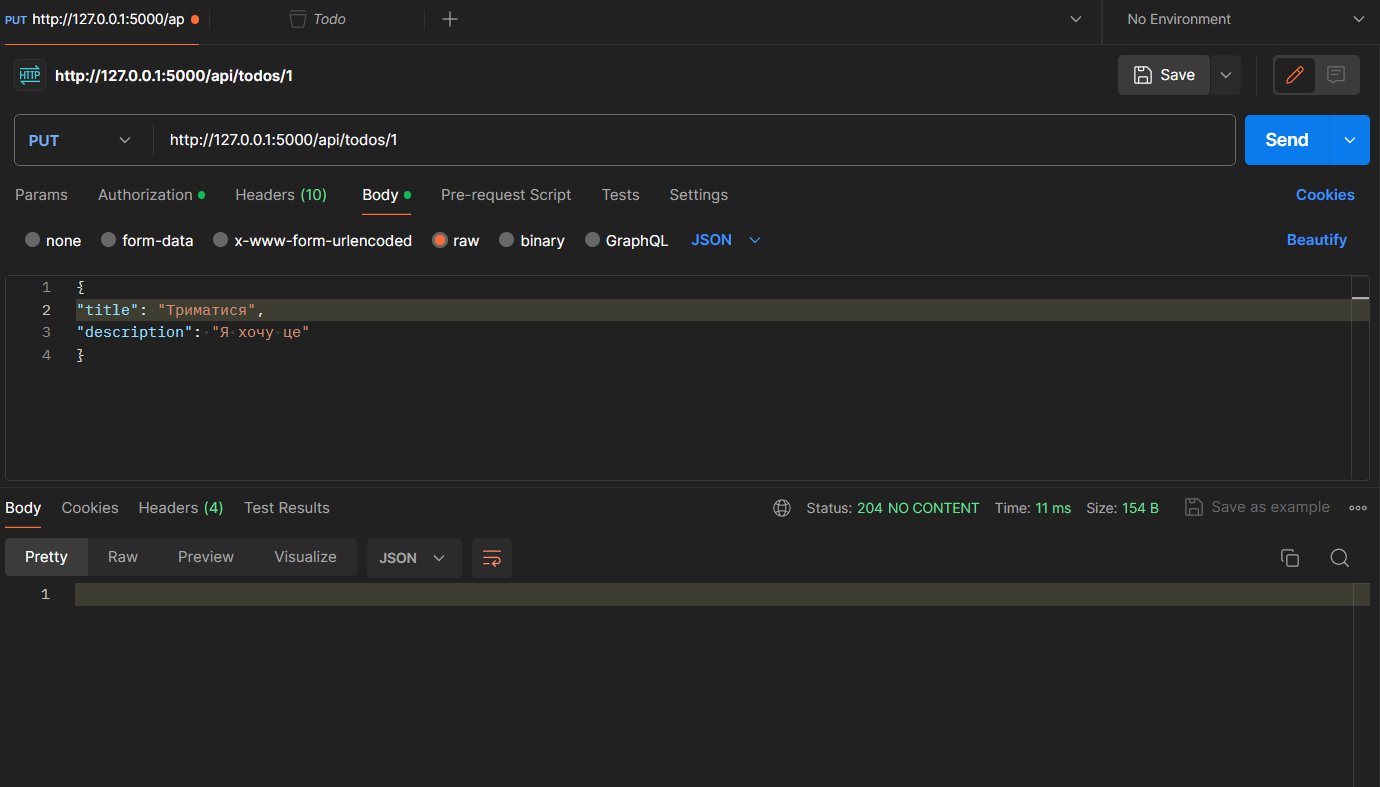 PUT http://127.0.0.1:5000/ap Todo No Environment
HTTP http://127.0.0.1:5000/api/todos/1 Save
PUT http://127.0.0.1:5000/api/todos/1 Send
Params Authorization Headers (10) Body Pre-request Script Tests Settings Cookies
none form-data x-www-form-urlencoded raw binary GraphQL JSON Beautify
1 {
2 "title": "Триматися",
3 "description": "Я хочу це"
4 }
Body Cookies Headers (4) Test Results Status: 204 NO CONTENT Time: 11 ms Size: 154 B Save as example
Pretty Raw Preview Visualize JSON
1